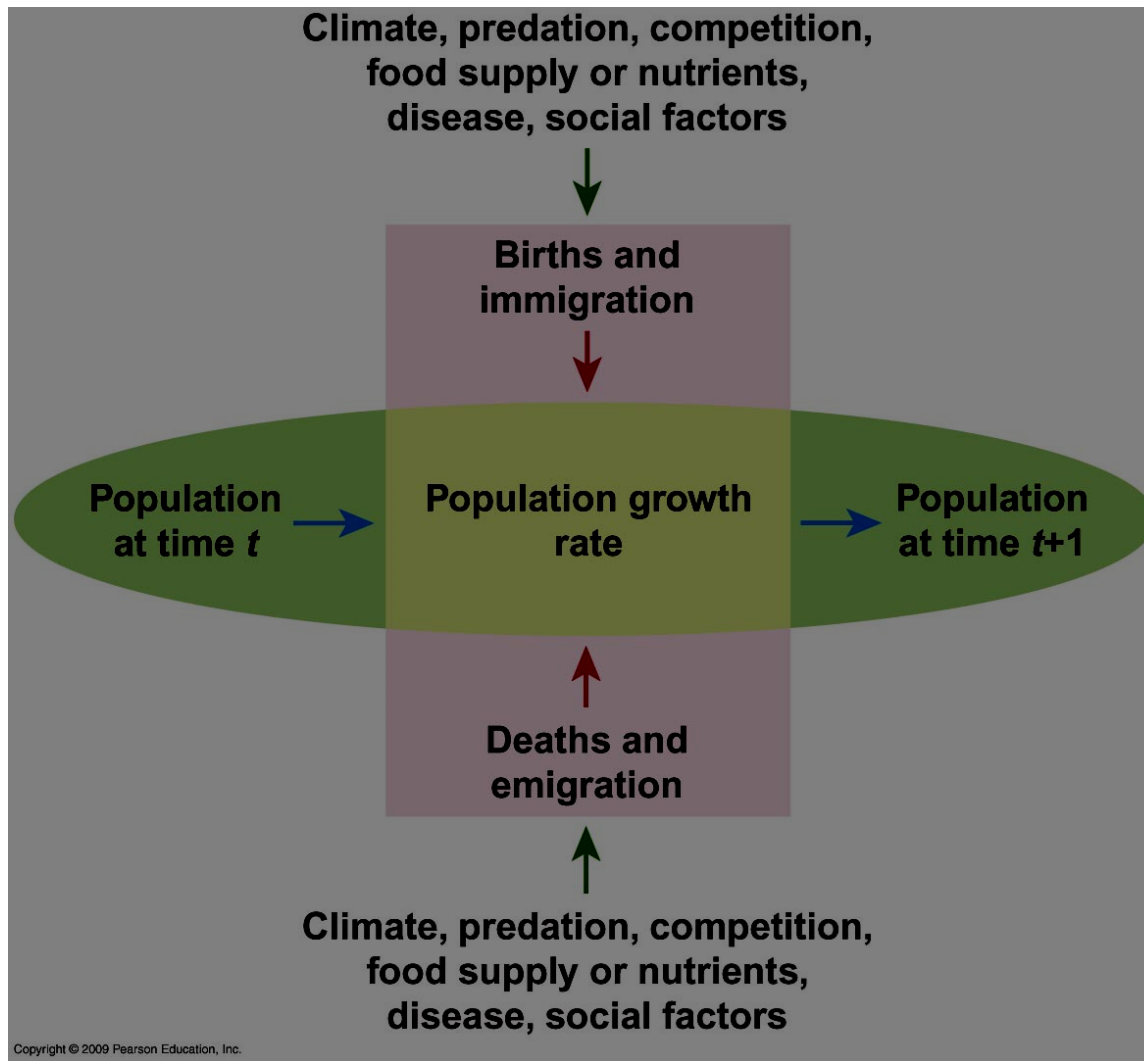 Climate, predation, competition,
food supply or nutrients,
disease, social factors
Births and
immigration
Population
at time t
Population growth
rate
Population
at time t+1
Deaths and
emigration
Climate, predation, competition,
food supply or nutrients,
disease, social factors
Copyright © 2009 Pearson Education, Inc.